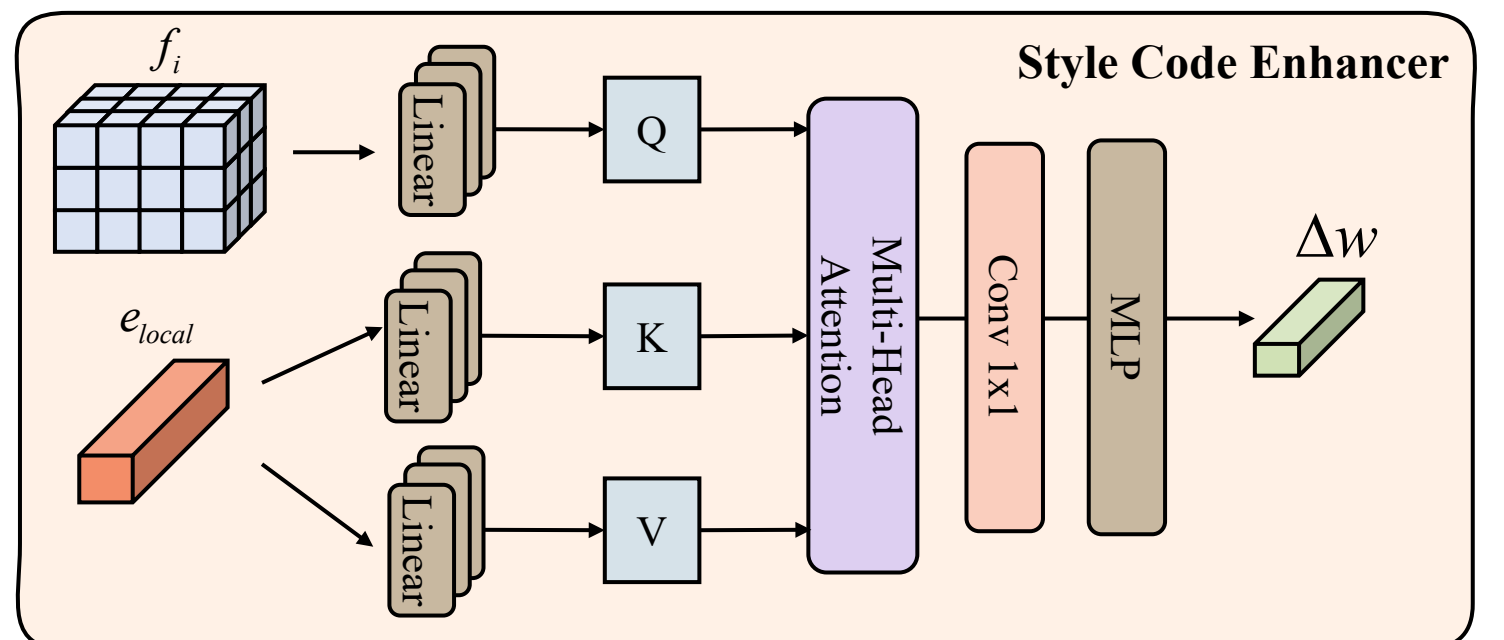 Style Code Enhancer
f_i
Linear
Q
e_local
Linear
K
Linear
V
Multi-Head
Attention
Conv 1x1
MLP
Δw